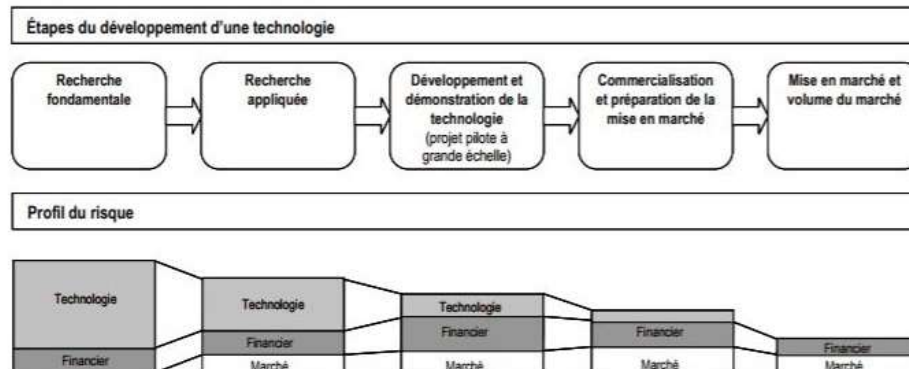 Étapes du développement d'une technologie
Recherche
fondamentale
Recherche
appliquée
Développement et
démonstration de la
technologie
(projet pilote à
grande échelle)
Commercialisation
et préparation de la
mise en marché
Mise en marché et
volume du marché
Profil du risque
Technologie
Financier
Technologie
Financier
Marché
Technologie
Financier
Marché
Financier
Marché
Financier
Marché